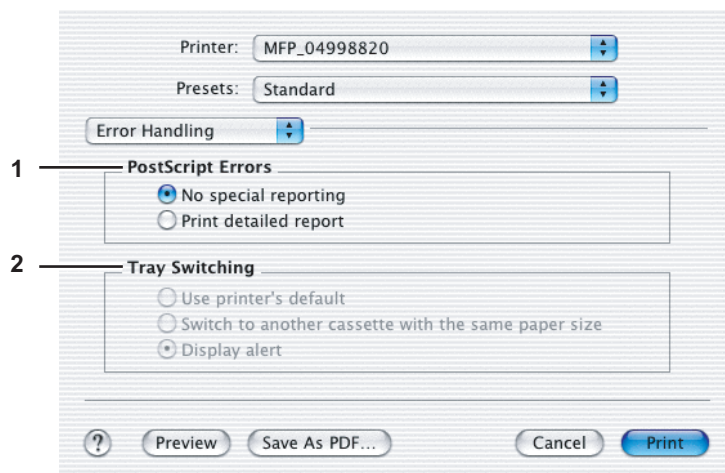 Printer: MFP_04998820
Presets: Standard
Error Handling
1 PostScript Errors
No special reporting
Print detailed report
2 Tray Switching
Use printer's default
Switch to another cassette with the same paper size
Display alert
? Preview Save As PDF... Cancel Print